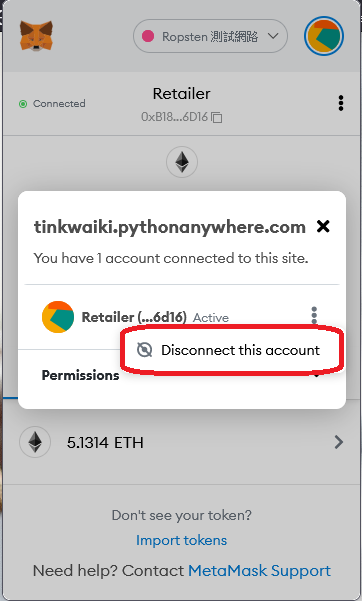 Ropsten 測試網路
Connected
Retailer
0xB18...6D16
tinkwaiki.pythonanywhere.com
You have 1 account connected to this site.
Retailer (...6d16) Active
Disconnect this account
Permissions
5.1314 ETH
Don't see your token?
Import tokens
Need help? Contact MetaMask Support